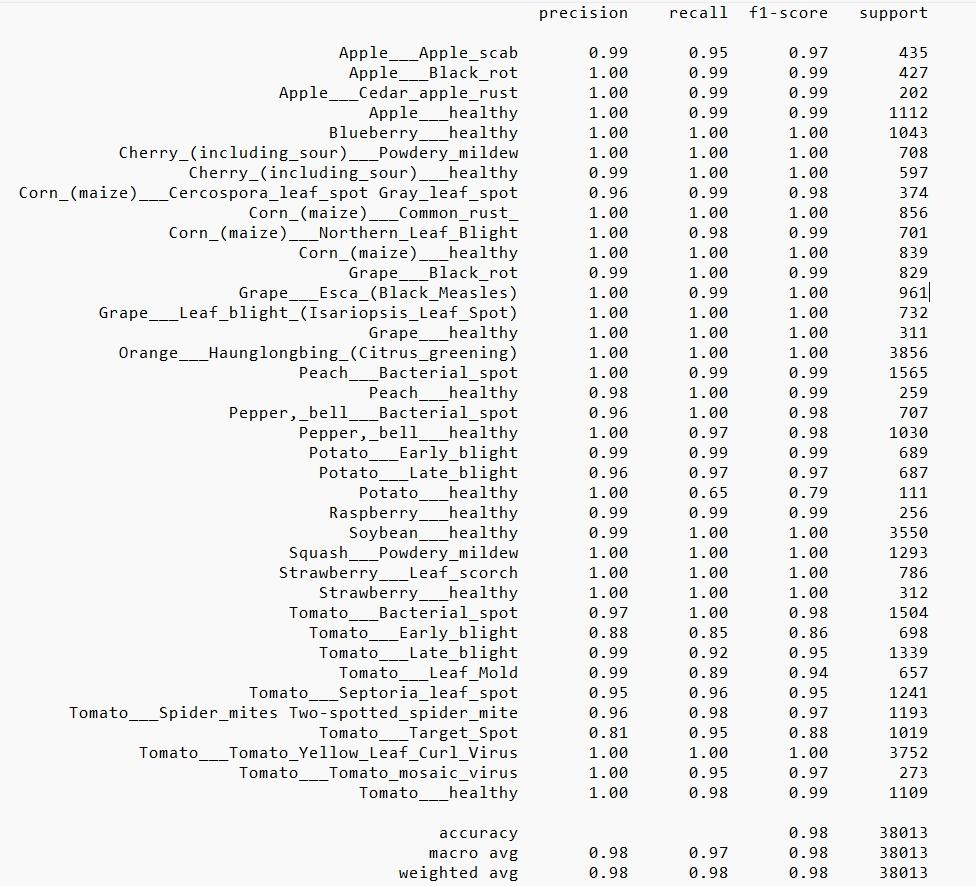 precision recall f1-score support
Apple___Apple_scab 0.99 0.95 0.97 435
Apple___Black_rot 1.00 0.99 0.99 427
Apple___Cedar_apple_rust 1.00 0.99 0.99 202
Apple___healthy 1.00 0.99 0.99 1112
Blueberry___healthy 1.00 1.00 1.00 1043
Cherry_(including_sour)___Powdery_mildew 1.00 1.00 1.00 708
Cherry_(including_sour)___healthy 0.99 1.00 1.00 597
Corn_(maize)___Cercospora_leaf_spot Gray_leaf_spot 0.96 0.99 0.98 374
Corn_(maize)___Common_rust_ 1.00 1.00 1.00 856
Corn_(maize)___Northern_Leaf_Blight 1.00 0.98 0.99 701
Corn_(maize)___healthy 1.00 1.00 1.00 839
Grape___Black_rot 0.99 1.00 0.99 829
Grape___Esca_(Black_Measles) 1.00 0.99 1.00 961
Grape___Leaf_blight_(Isariopsis_Leaf_Spot) 1.00 1.00 1.00 732
Grape___healthy 1.00 1.00 1.00 311
Orange___Haunglongbing_(Citrus_greening) 1.00 1.00 1.00 3856
Peach___Bacterial_spot 1.00 0.99 0.99 1565
Peach___healthy 0.98 1.00 0.99 259
Pepper,_bell___Bacterial_spot 0.96 1.00 0.98 707
Pepper,_bell___healthy 1.00 0.97 0.98 1030
Potato___Early_blight 0.99 0.99 0.99 689
Potato___Late_blight 0.96 0.97 0.97 687
Potato___healthy 1.00 0.65 0.79 111
Raspberry___healthy 0.99 0.99 0.99 256
Soybean___healthy 0.99 1.00 1.00 3550
Squash___Powdery_mildew 1.00 1.00 1.00 1293
Strawberry___Leaf_scorch 1.00 1.00 1.00 786
Strawberry___healthy 1.00 1.00 1.00 312
Tomato___Bacterial_spot 0.97 1.00 0.98 1504
Tomato___Early_blight 0.88 0.85 0.86 698
Tomato___Late_blight 0.99 0.92 0.95 1339
Tomato___Leaf_Mold 0.99 0.89 0.94 657
Tomato___Septoria_leaf_spot 0.95 0.96 0.95 1241
Tomato___Spider_mites Two-spotted_spider_mite 0.96 0.98 0.97 1193
Tomato___Target_Spot 0.81 0.95 0.88 1019
Tomato___Tomato_Yellow_Leaf_Curl_Virus 1.00 1.00 1.00 3752
Tomato___Tomato_mosaic_virus 1.00 0.95 0.97 273
Tomato___healthy 1.00 0.98 0.99 1109
accuracy 0.98 38013
macro avg 0.98 0.97 0.98 38013
weighted avg 0.98 0.98 0.98 38013